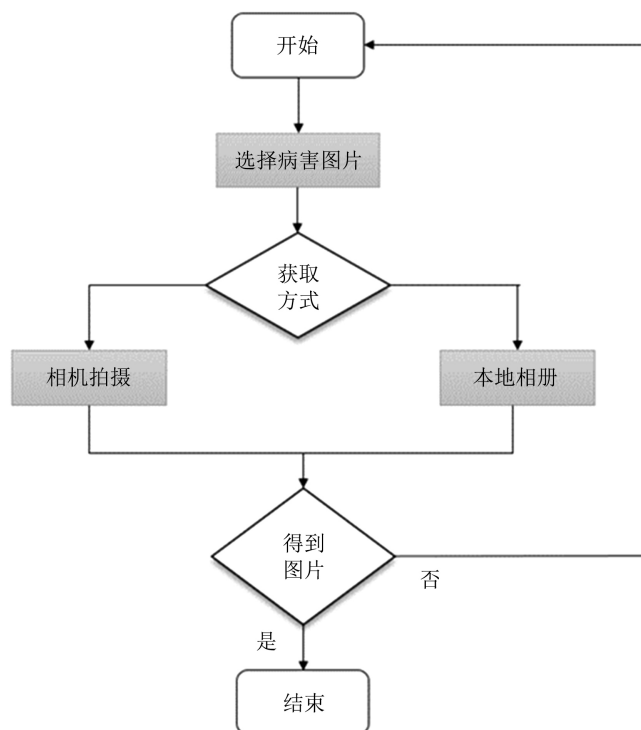 开始
选择病害图片
获取
方式
相机拍摄
本地相册
得到
图片
否
是
结束